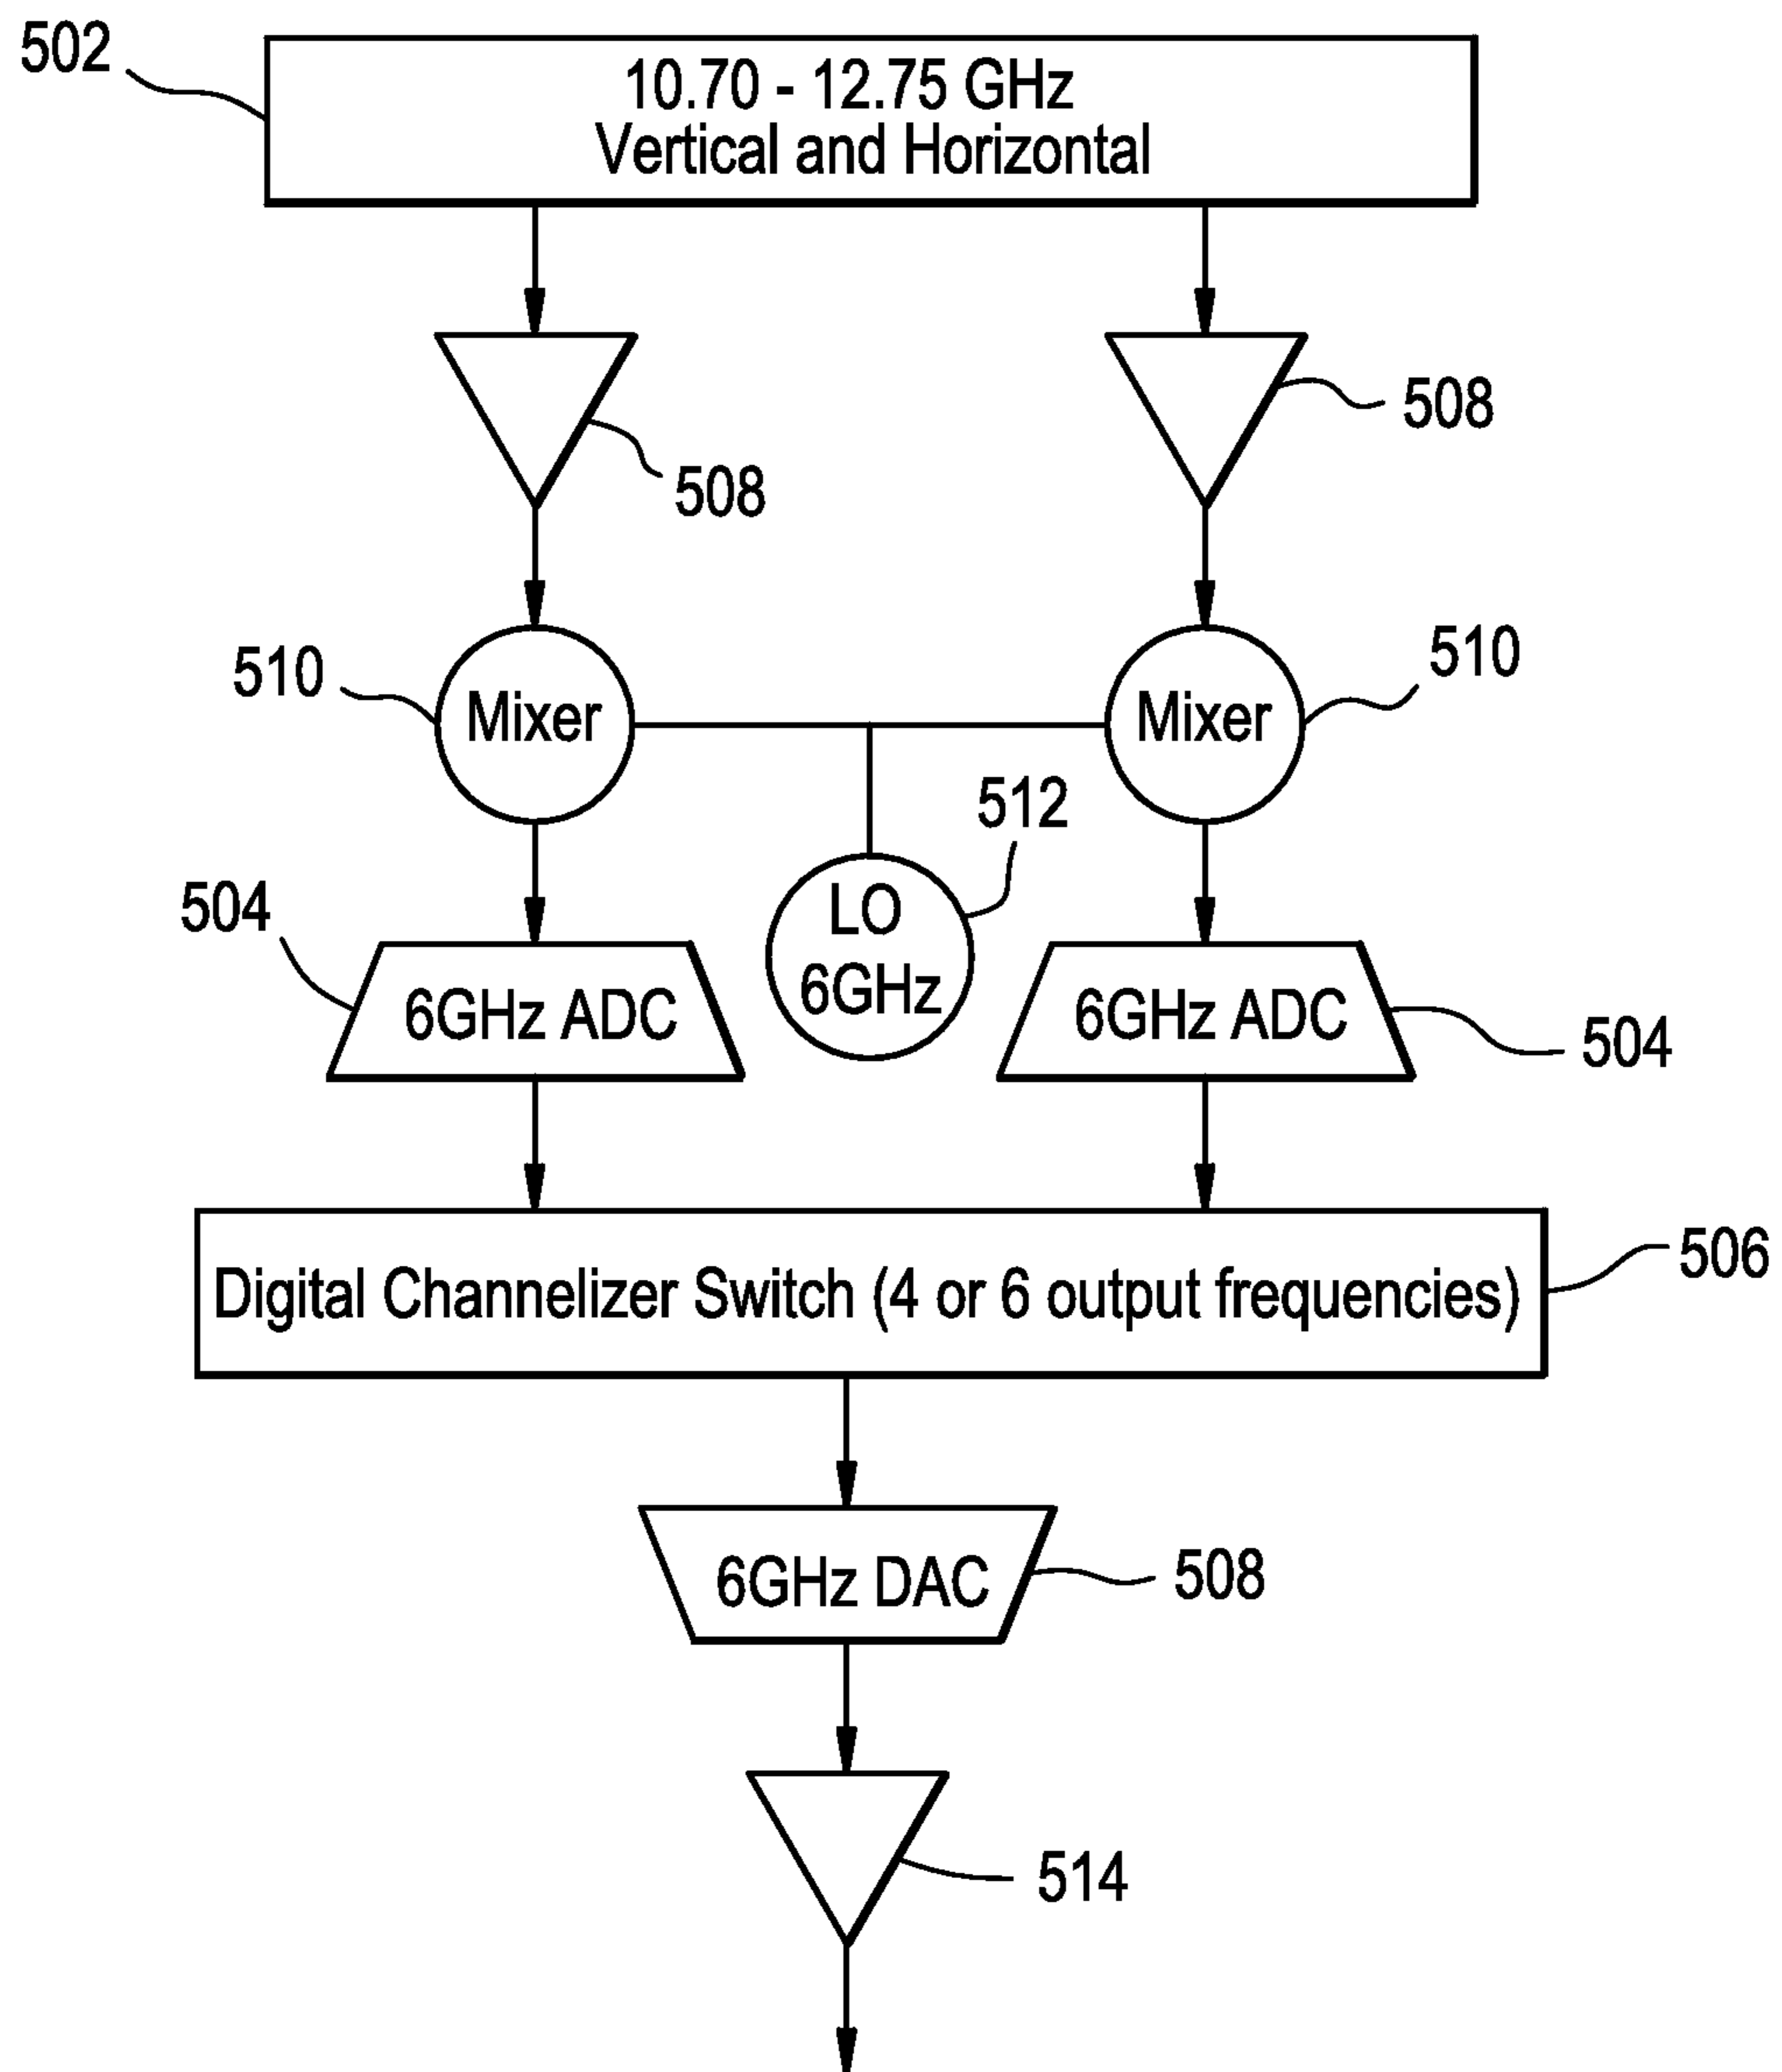 502
10.70 - 12.75 GHz
Vertical and Horizontal
508
508
510
Mixer
Mixer
510
512
504
LO
6GHz
6GHz ADC
6GHz ADC
504
506
Digital Channelizer Switch (4 or 6 output frequencies)
6GHz DAC
508
514